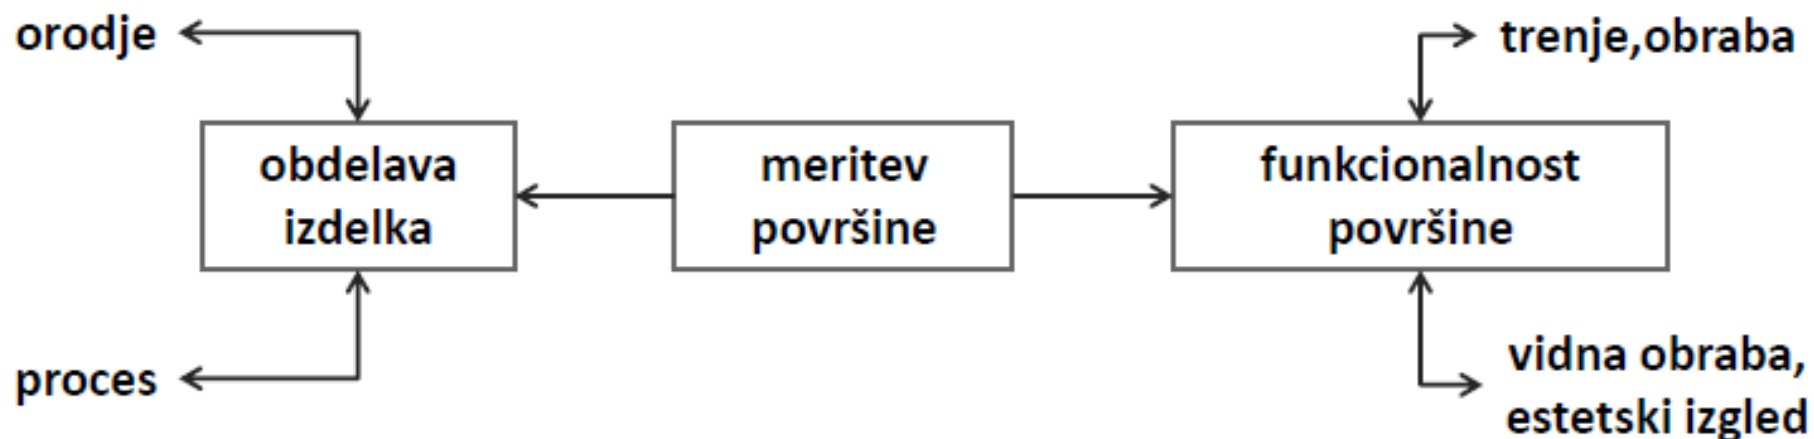 orodje
trenje,obraba
obdelava
izdelka
meritev
površine
funkcionalnost
površine
proces
vidna obraba,
estetski izgled